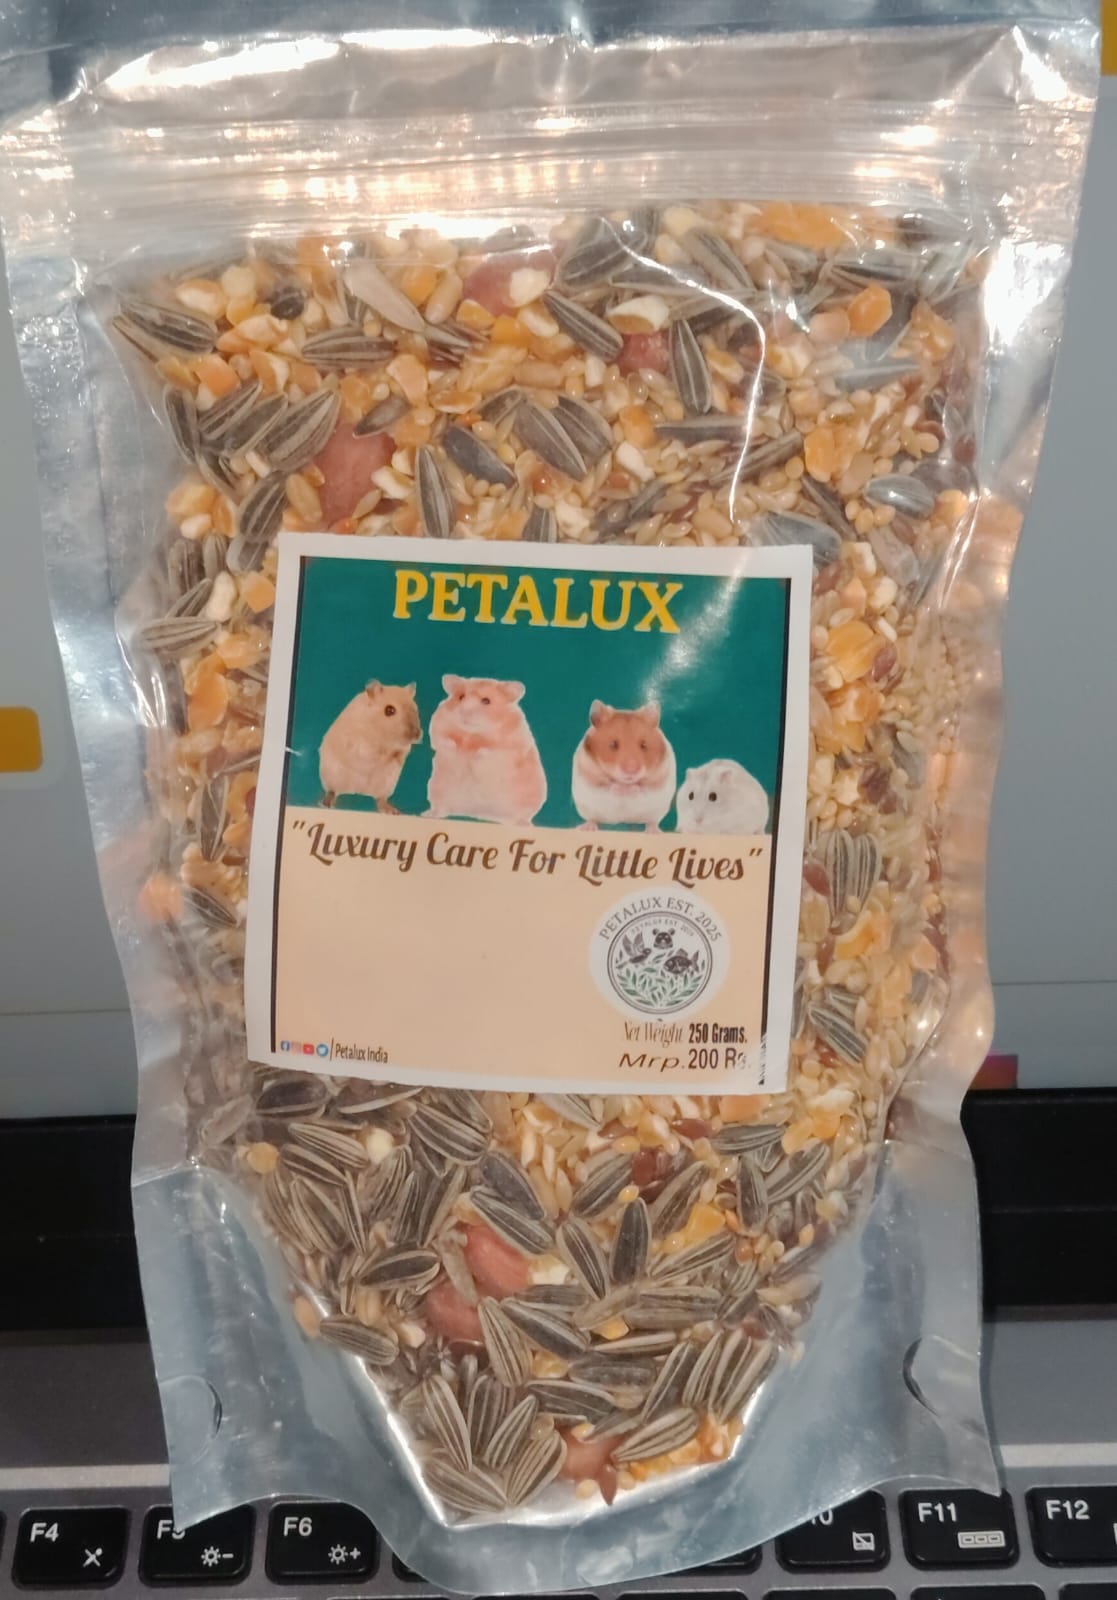 PETALUX
"Luxury Care For Little Lives"
PETALUX EST. 2025
Net Weight 250 Grams.
Petalux India
Mrp.200 Rs.
F4
F5
F6
F11
F12